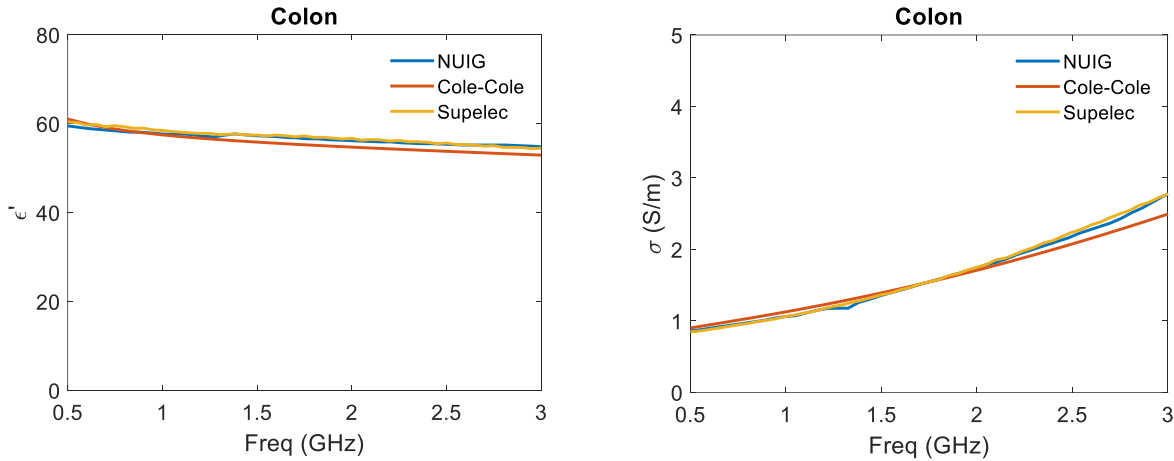 Colon
80
60
40
20
0
ϵ'
0.5 1 1.5 2 2.5 3
Freq (GHz)
NUIG
Cole-Cole
Supelec
Colon
5
4
3
2
1
0
σ (S/m)
0.5 1 1.5 2 2.5 3
Freq (GHz)
NUIG
Cole-Cole
Supelec